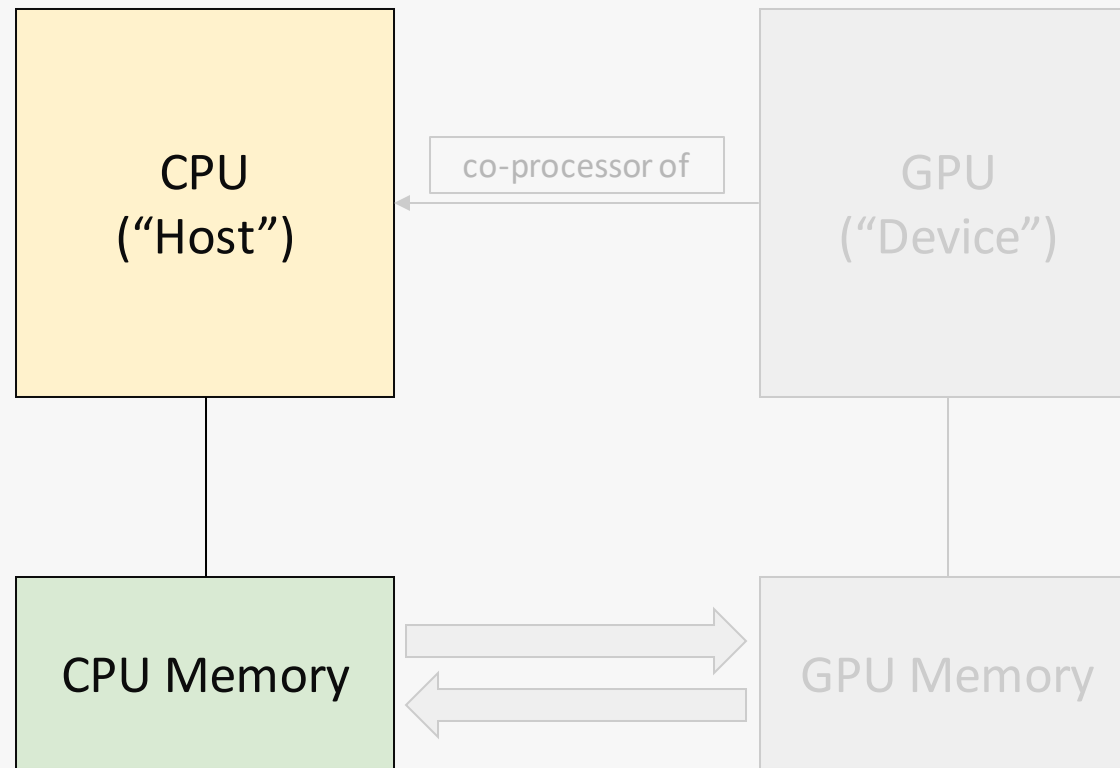 CPU
(“Host”)
co-processor of
GPU
(“Device”)
CPU Memory
GPU Memory